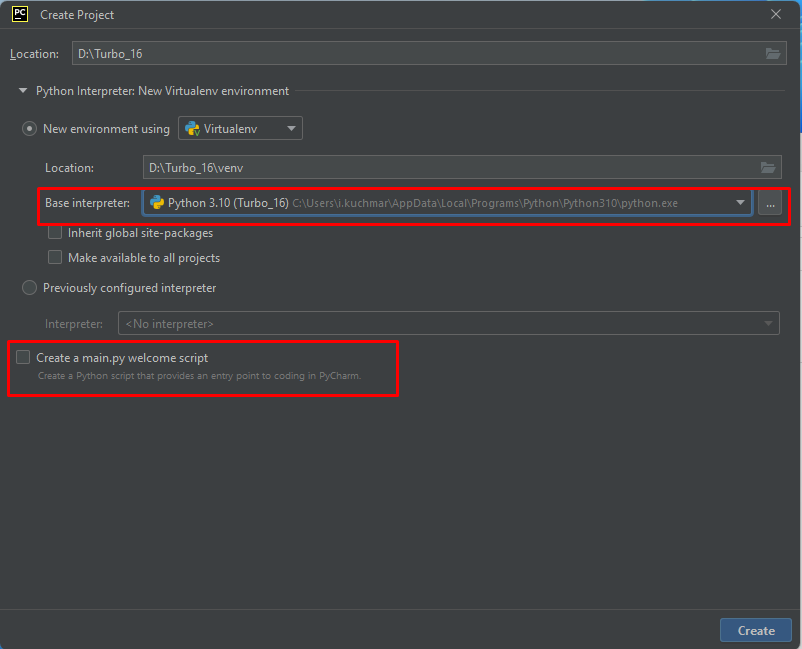 PC Create Project
Location: D:\Turbo_16
Python Interpreter: New Virtualenv environment
New environment using Virtualenv
Location: D:\Turbo_16\venv
Base interpreter: Python 3.10 (Turbo_16) C:\Users\i.kuchmar\AppData\Local\Programs\Python\Python310\python.exe ...
Inherit global site-packages
Make available to all projects
Previously configured interpreter
Interpreter: <No interpreter>
Create a main.py welcome script
Create a Python script that provides an entry point to coding in PyCharm.
Create